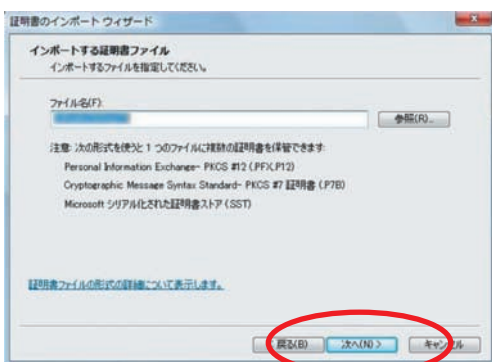 証明書のインポート ウィザード
インポートする証明書ファイル
インポートするファイルを指定してください。
ファイル名(F):
参照(R)...
注意: 次の形式を使うと 1 つのファイルに複数の証明書を保管できます:
Personal Information Exchange- PKCS #12 (.PFX,.P12)
Cryptographic Message Syntax Standard- PKCS #7 証明書 (.P7B)
Microsoft シリアル化された証明書ストア (.SST)
証明書ファイルの形式の詳細について表示します。
< 戻る(B) 次へ(N) > キャンセル